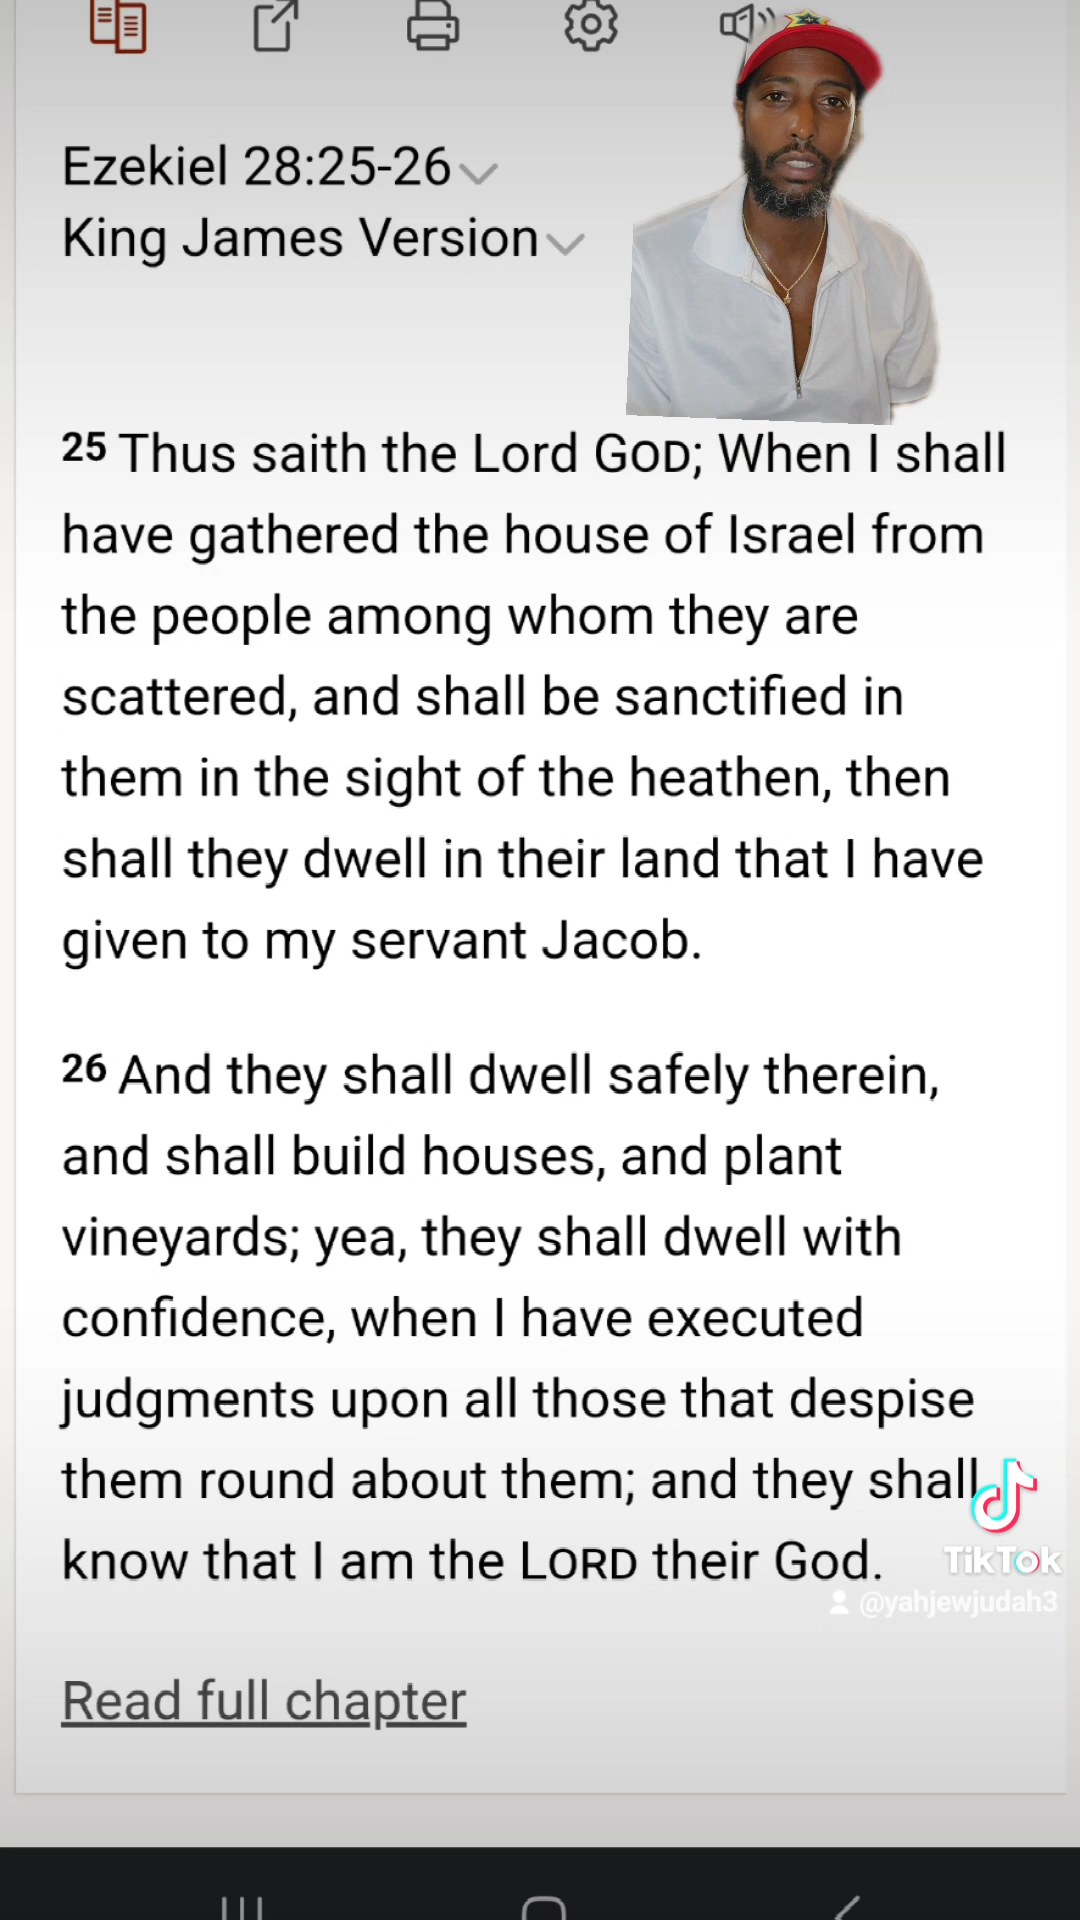 Ezekiel 28:25-26
King James Version
25 Thus saith the Lord GOD; When I shall
have gathered the house of Israel from
the people among whom they are
scattered, and shall be sanctified in
them in the sight of the heathen, then
shall they dwell in their land that I have
given to my servant Jacob.
26 And they shall dwell safely therein,
and shall build houses, and plant
vineyards; yea, they shall dwell with
confidence, when I have executed
judgments upon all those that despise
them round about them; and they shall
know that I am the LORD their God.
TikTok
@yahjewjudah3
Read full chapter